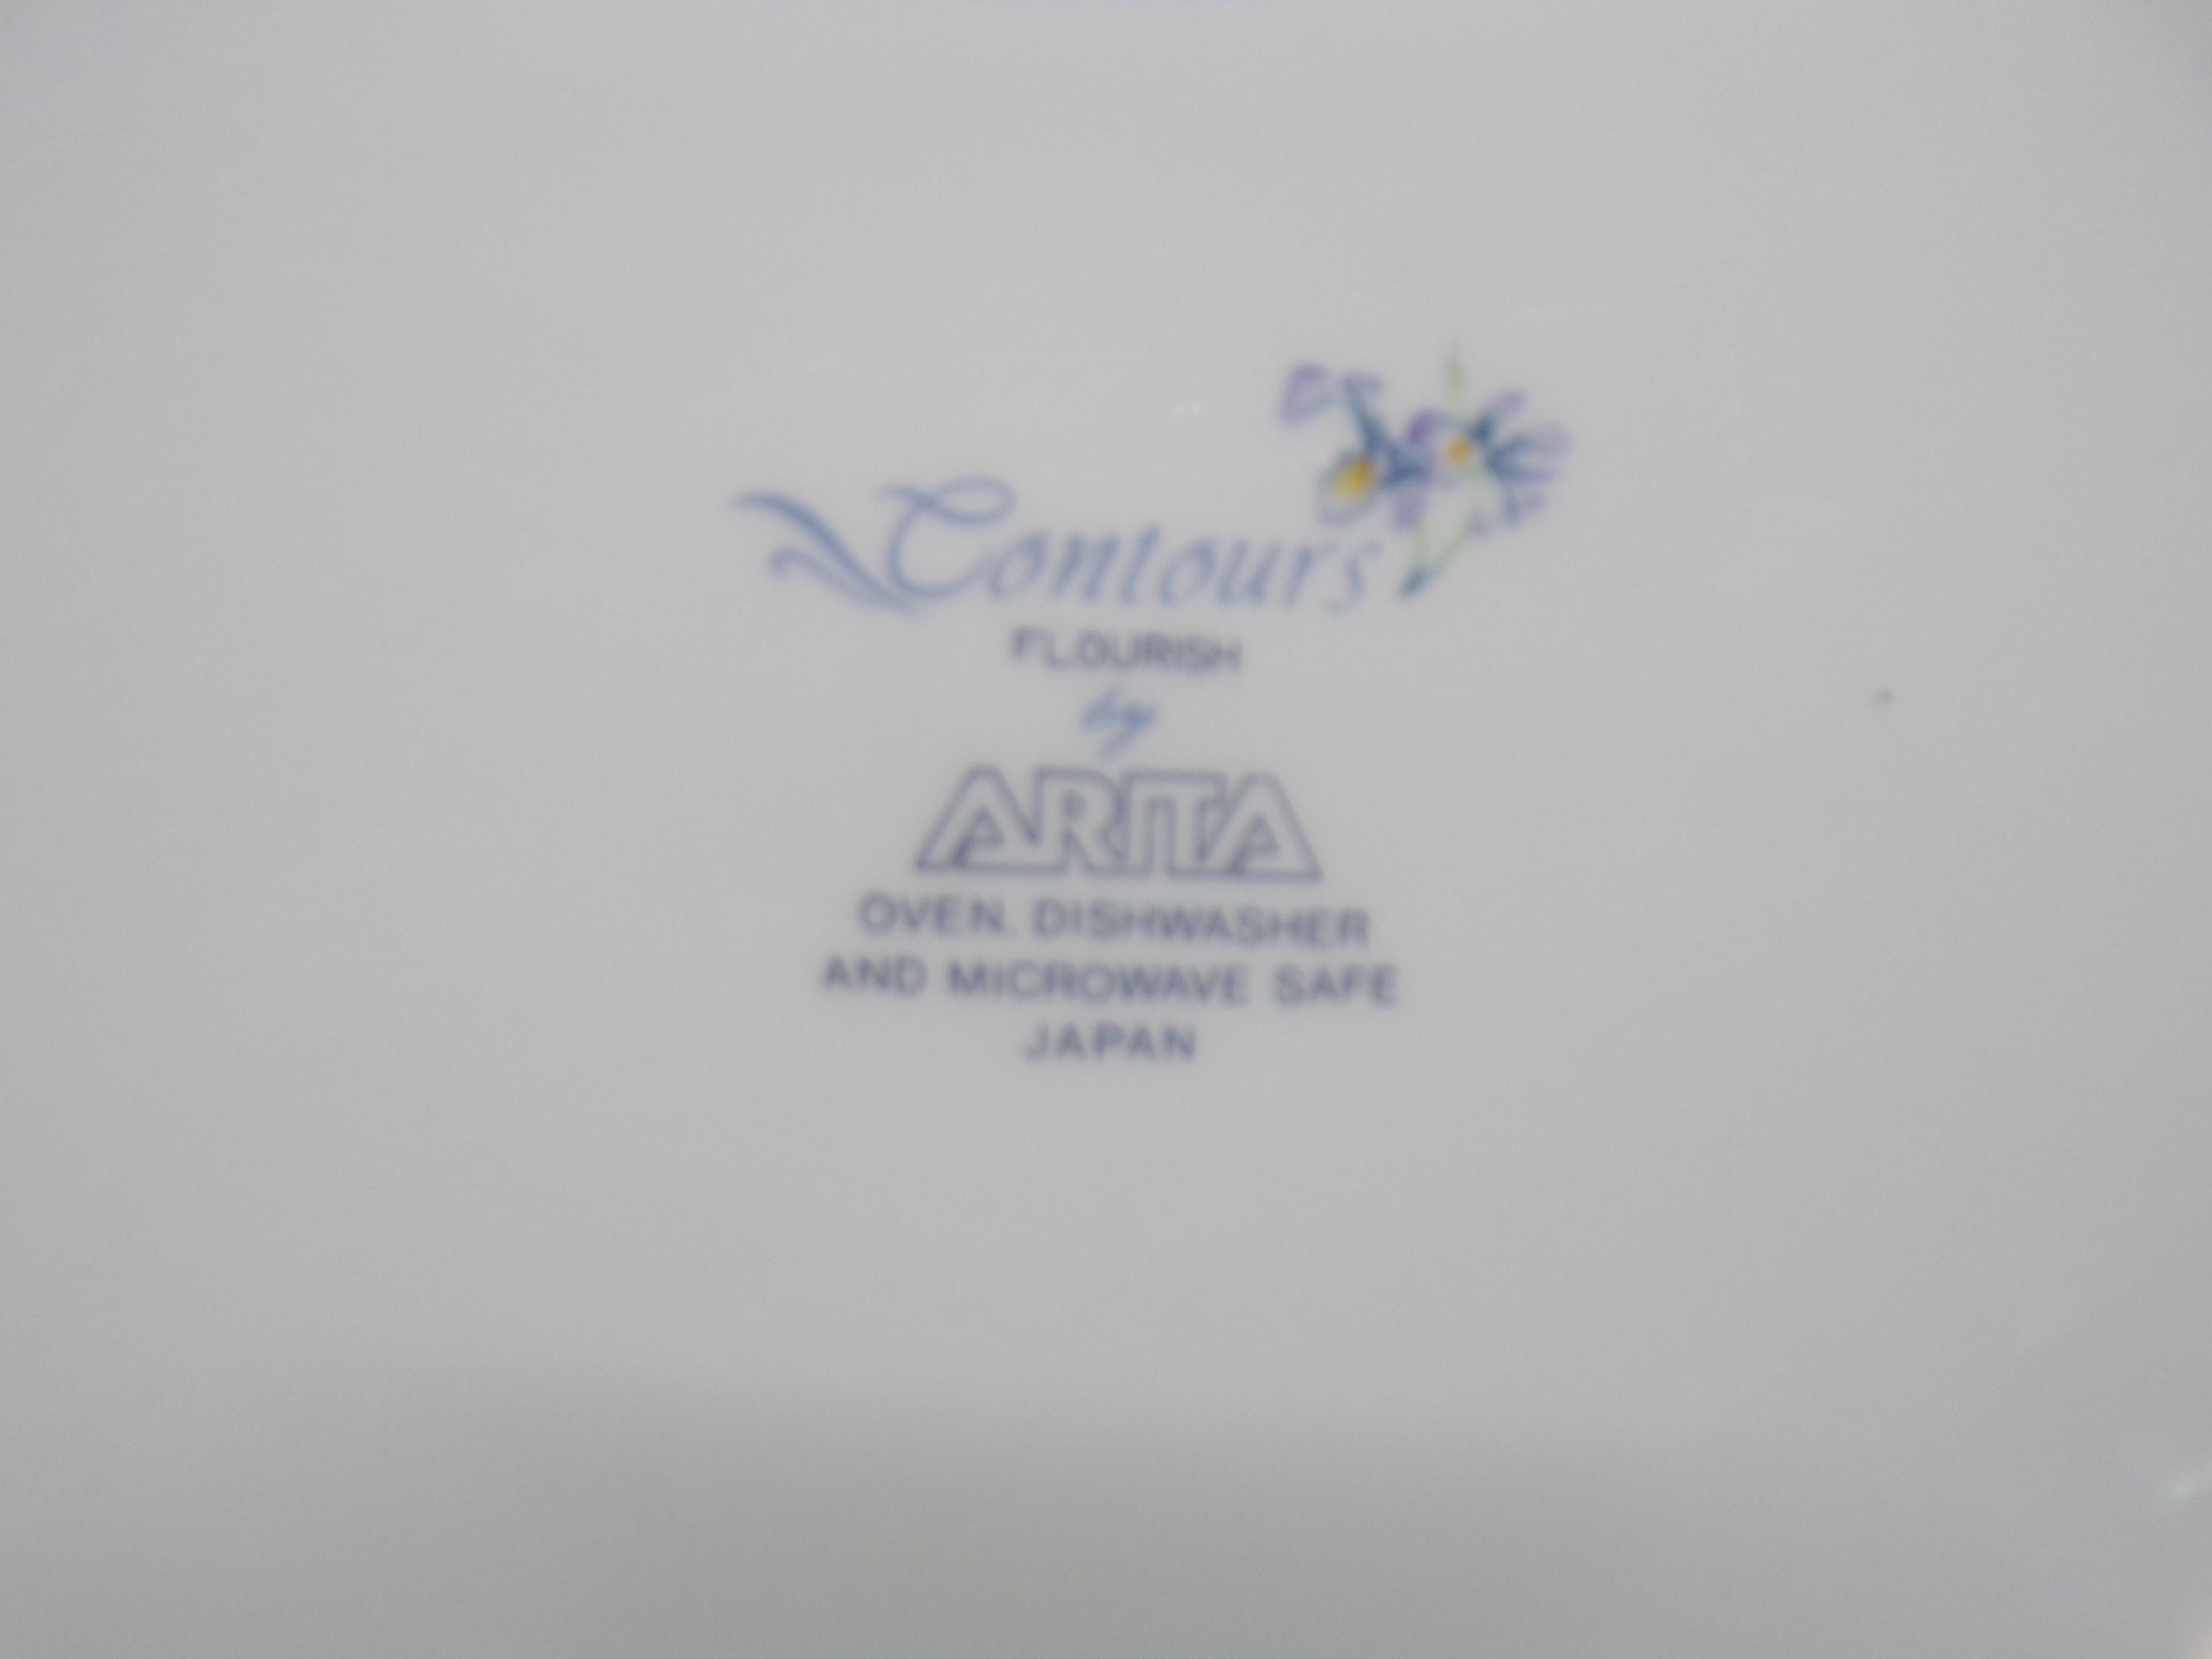 Contours
FLOURISH
by
ARITA
OVEN. DISHWASHER
AND MICROWAVE SAFE
JAPAN